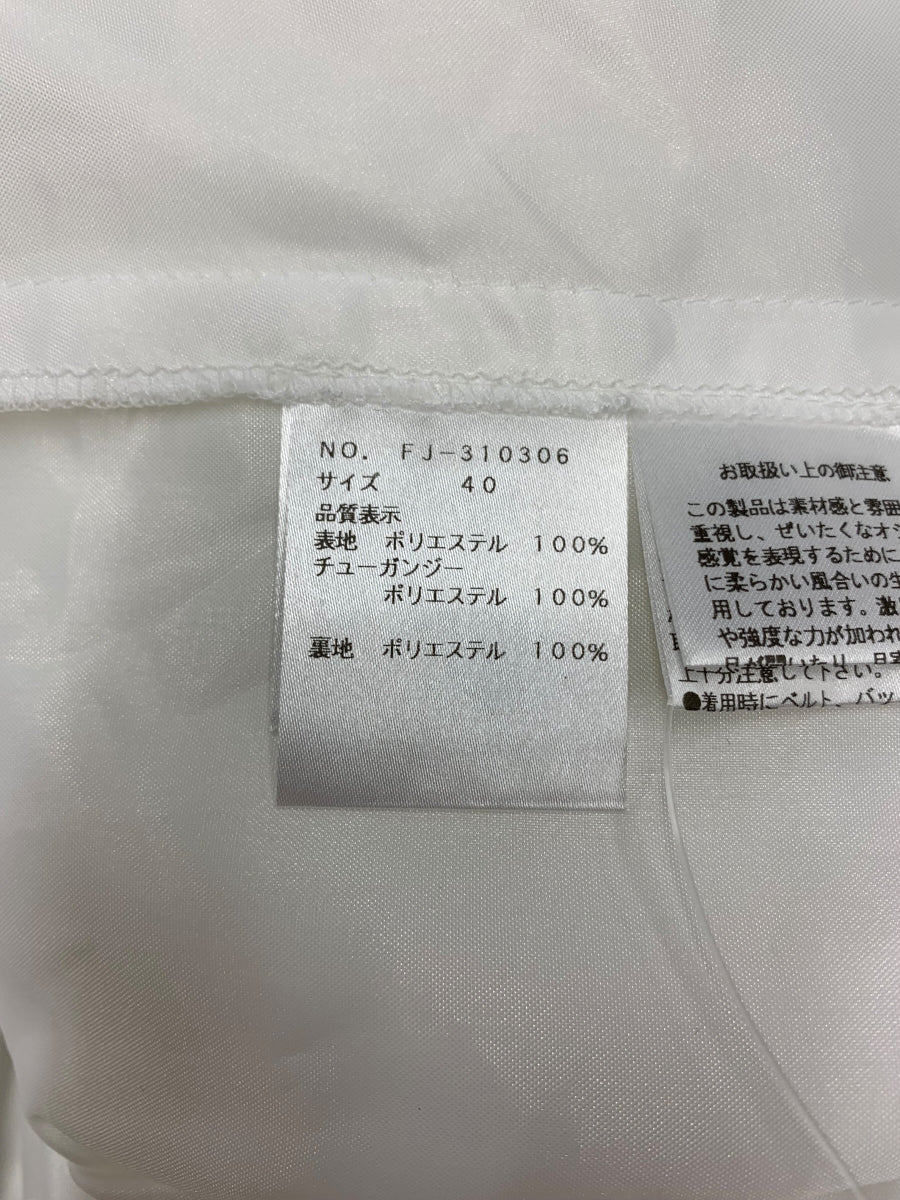 NO. FJ-310306
サイズ 40
品質表示
表地 ポリエステル 100%
チューガンジー
ポリエステル 100%
裏地 ポリエステル 100%
お取扱い上の御注意
この製品は素材感と雰囲
重視し、ぜいたくなオシ
感覚を表現するために
に柔らかい風合いの生
用しております。激
や強度な力が加われ
上十分注意して下さい。
●着用時にベルト、バッ